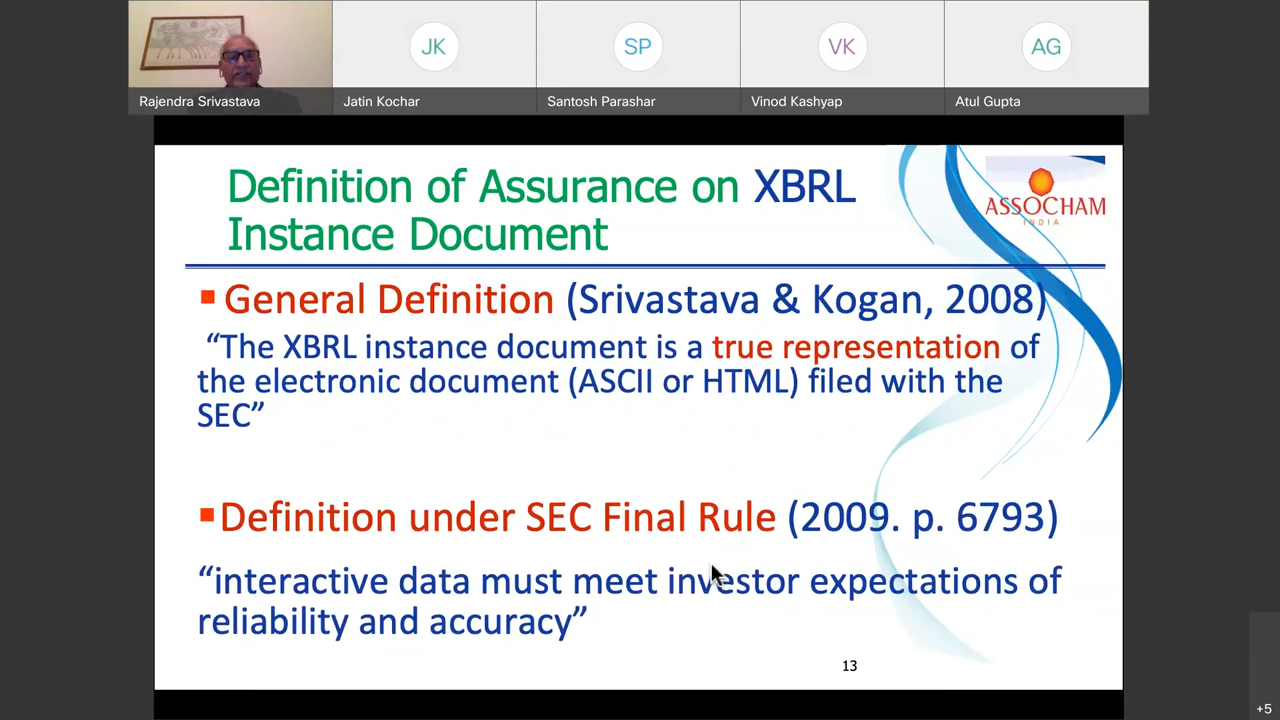 JK
SP
VK
AG
Rajendra Srivastava
Jatin Kochar
Santosh Parashar
Vinod Kashyap
Atul Gupta
Definition of Assurance on XBRL
Instance Document
ASSOCHAM
INDIA
▪ General Definition (Srivastava & Kogan, 2008)
“The XBRL instance document is a true representation of
the electronic document (ASCII or HTML) filed with the
SEC”
▪ Definition under SEC Final Rule (2009. p. 6793)
“interactive data must meet investor expectations of
reliability and accuracy”
13
+5